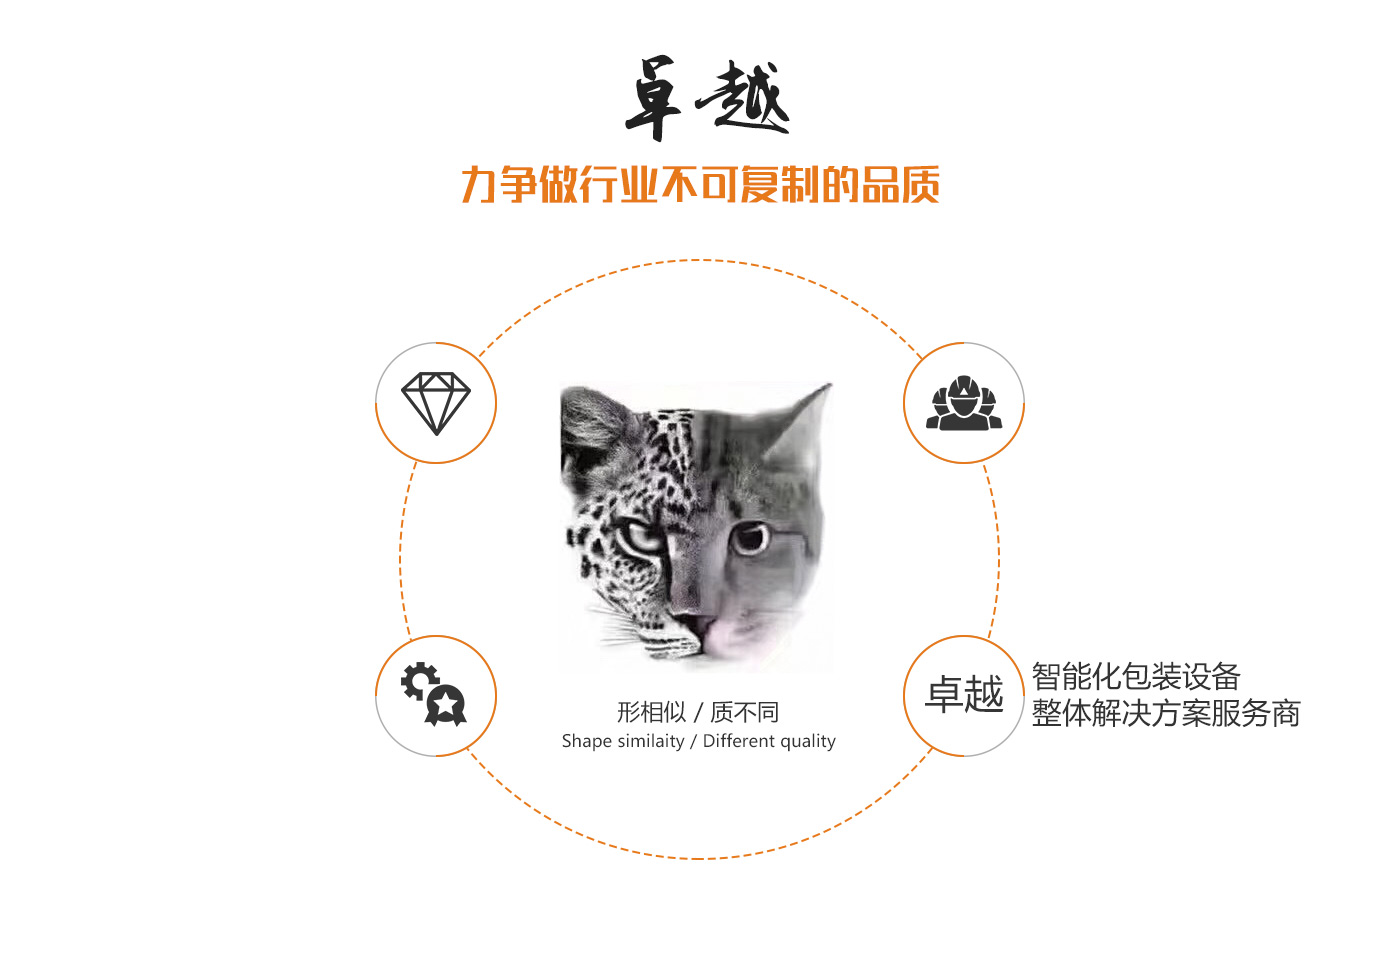 卓越
力争做行业不可复制的品质
卓越
智能化包装设备
整体解决方案服务商
形相似 / 质不同
Shape similaity / Different quality